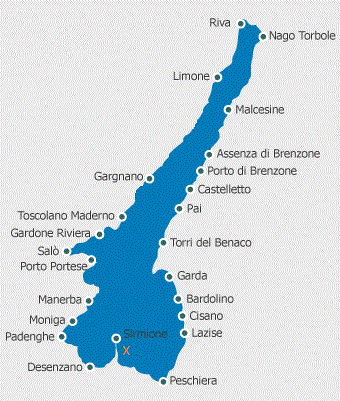 Riva
Nago Torbole
Limone
Malcesine
Assenza di Brenzone
Porto di Brenzone
Gargnano
Castelletto
Pai
Toscolano Maderno
Gardone Riviera
Torri del Benaco
Salò
Porto Portese
Garda
Manerba
Bardolino
Cisano
Moniga
Padenghe
Sirmione
Lazise
X
Desenzano
Peschiera